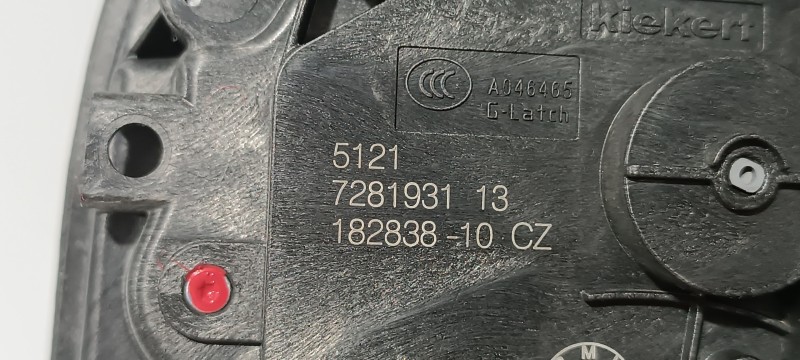 Kiekert
CCC A046465
G-Latch
5121
7281931 13
182838-10 CZ
M